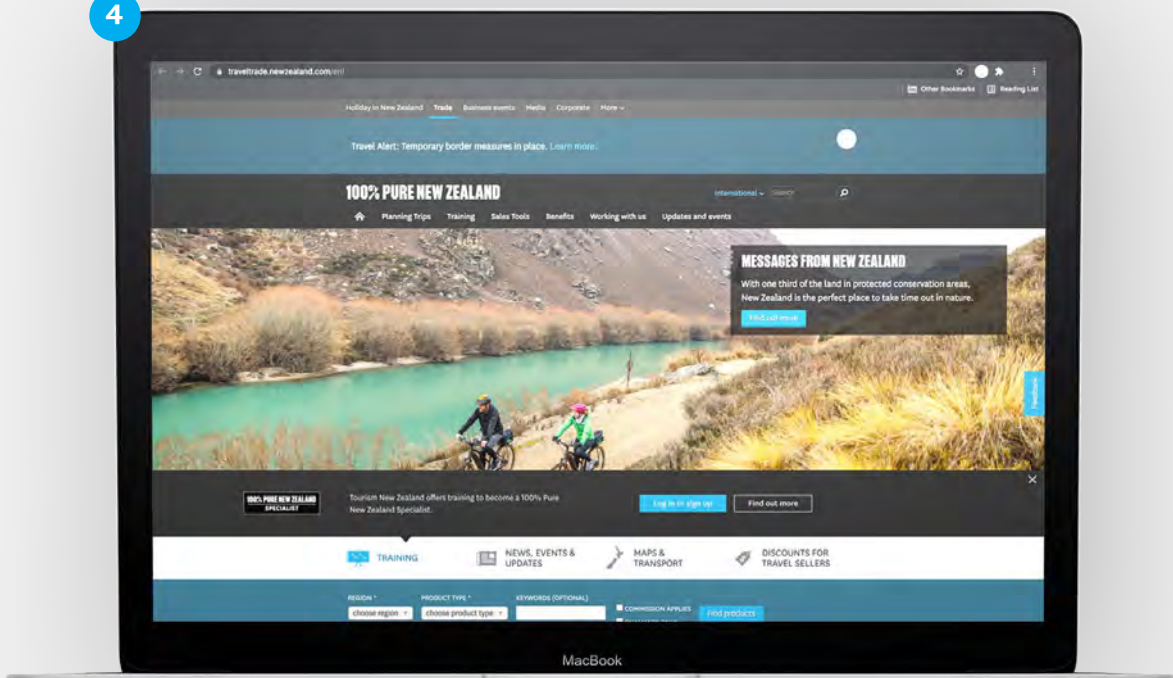 4
traveltrade.newzealand.com/en/
Other Bookmarks Reading List
Holiday in New Zealand Trade Business events Media Corporate More
Travel Alert: Temporary border measures in place. Learn more.
100% PURE NEW ZEALAND
International SEARCH
Planning Trips Training Sales Tools Benefits Working with us Updates and events
MESSAGES FROM NEW ZEALAND
With one third of the land in protected conservation areas,
New Zealand is the perfect place to take time out in nature.
Find out more
Feedback
100% PURE NEW ZEALAND
SPECIALIST
Tourism New Zealand offers training to become a 100% Pure
New Zealand Specialist.
Log in or sign up
Find out more
TRAINING
NEWS, EVENTS &
UPDATES
MAPS &
TRANSPORT
DISCOUNTS FOR
TRAVEL SELLERS
REGION * PRODUCT TYPE * KEYWORDS (OPTIONAL)
choose region choose product type COMMISSION APPLIES Find products
MacBook